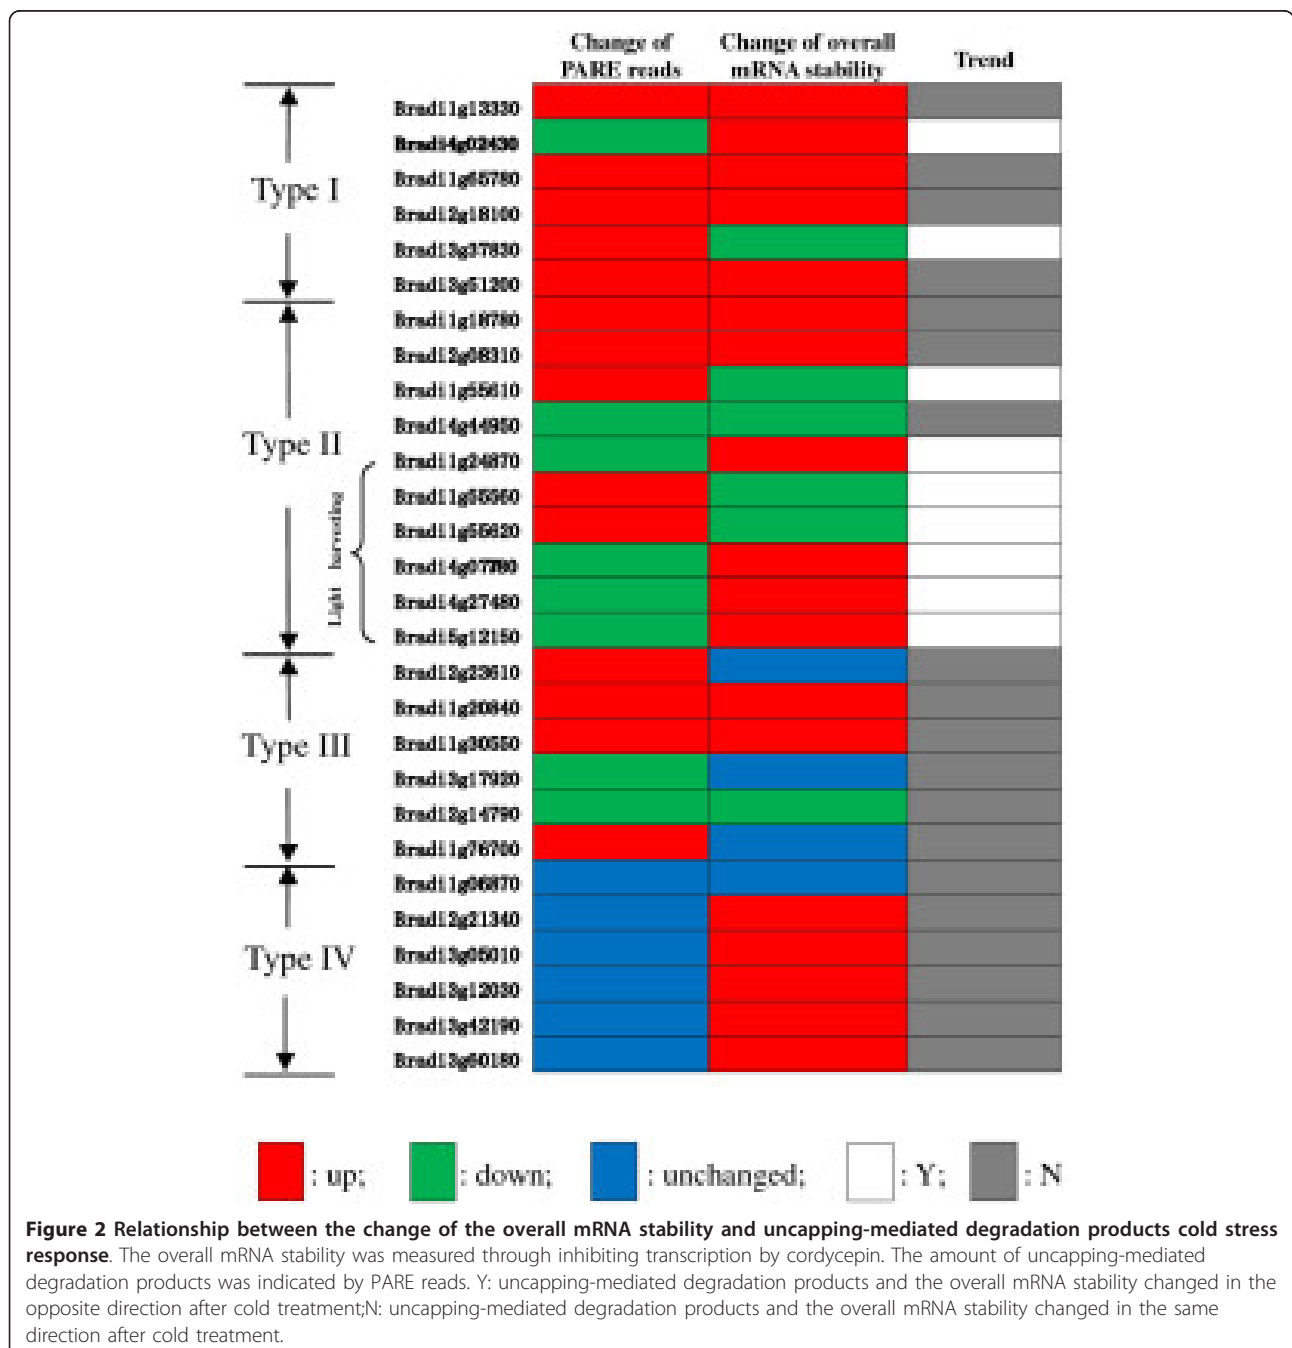 Change of
PARE reads
Change of overall
mRNA stability
Trend
Type I
Type II
Light harvesting
Type III
Type IV
Bradi1g13330
Bradi4g02430
Bradi1g65780
Bradi2g18100
Bradi3g37830
Bradi3g51200
Bradi1g18780
Bradi2g08310
Bradi1g55610
Bradi4g44950
Bradi1g24870
Bradi1g55560
Bradi1g55620
Bradi4g07780
Bradi4g27480
Bradi5g12150
Bradi2g23610
Bradi1g20840
Bradi1g30550
Bradi3g17920
Bradi2g14790
Bradi1g76700
Bradi1g06870
Bradi2g21340
Bradi3g05010
Bradi3g12030
Bradi3g42190
Bradi3g60180
: up; : down; : unchanged; : Y; : N
Figure 2 Relationship between the change of the overall mRNA stability and uncapping-mediated degradation products cold stress
response. The overall mRNA stability was measured through inhibiting transcription by cordycepin. The amount of uncapping-mediated
degradation products was indicated by PARE reads. Y: uncapping-mediated degradation products and the overall mRNA stability changed in the
opposite direction after cold treatment;N: uncapping-mediated degradation products and the overall mRNA stability changed in the same
direction after cold treatment.